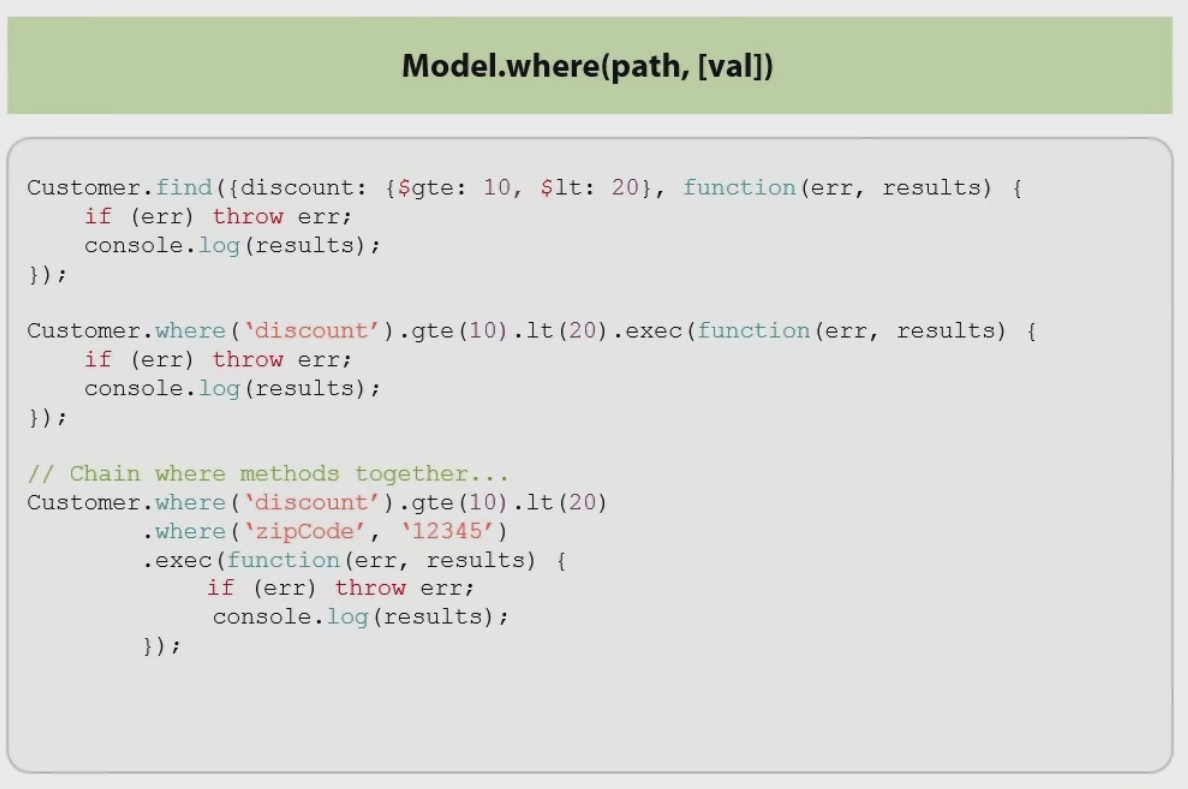 Model.where(path, [val])
Customer.find({discount: {$gte: 10, $lt: 20}, function(err, results) {
    if (err) throw err;
    console.log(results);
});
Customer.where(‘discount’).gte(10).lt(20).exec(function(err, results) {
    if (err) throw err;
    console.log(results);
});
// Chain where methods together...
Customer.where(‘discount’).gte(10).lt(20)
        .where(‘zipCode’, ‘12345’)
        .exec(function(err, results) {
            if (err) throw err;
            console.log(results);
        });